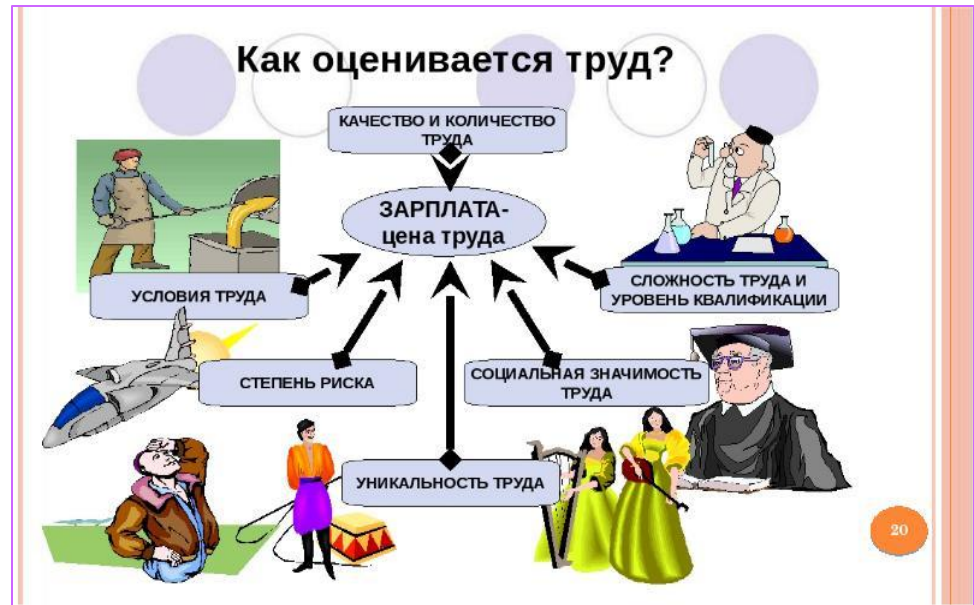 Как оценивается труд?
КАЧЕСТВО И КОЛИЧЕСТВО
ТРУДА
ЗАРПЛАТА-
цена труда
УСЛОВИЯ ТРУДА
СЛОЖНОСТЬ ТРУДА И
УРОВЕНЬ КВАЛИФИКАЦИИ
СТЕПЕНЬ РИСКА
СОЦИАЛЬНАЯ ЗНАЧИМОСТЬ
ТРУДА
УНИКАЛЬНОСТЬ ТРУДА
20